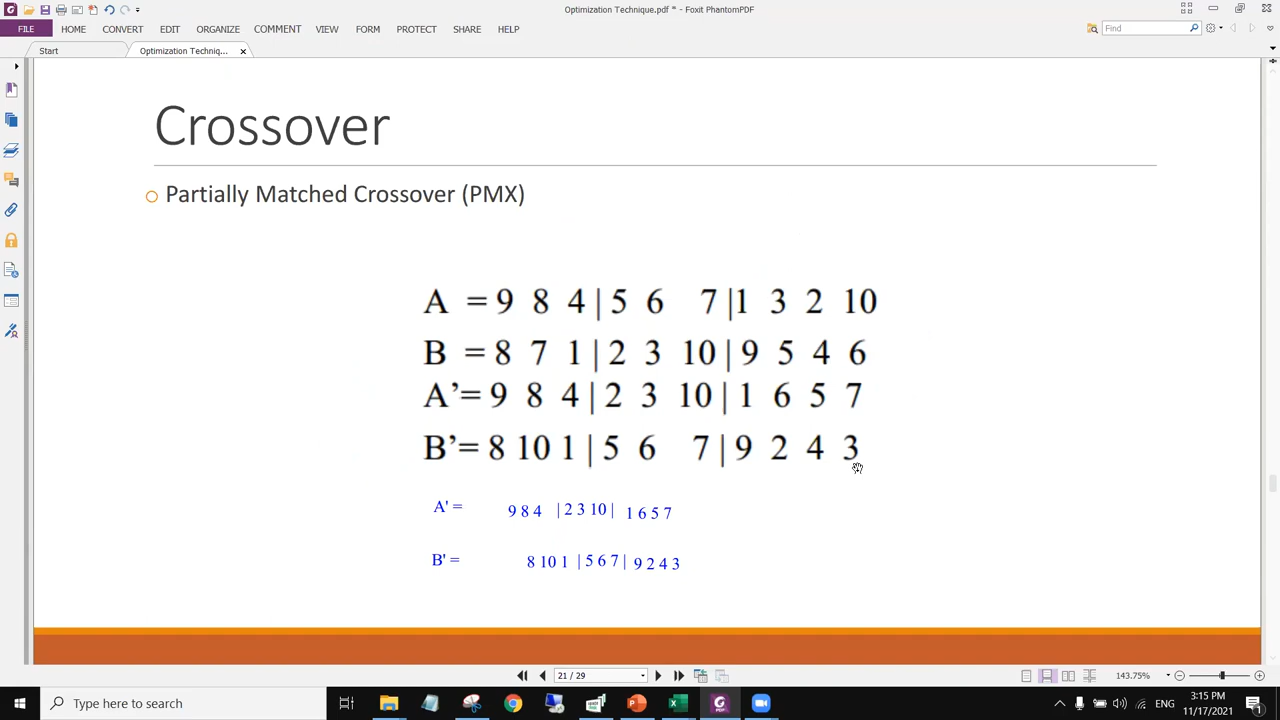 Optimization Technique.pdf * - Foxit PhantomPDF
FILE HOME CONVERT EDIT ORGANIZE COMMENT VIEW FORM PROTECT SHARE HELP
Find
Start Optimization Techniq...
Crossover
Partially Matched Crossover (PMX)
A = 9 8 4 | 5 6 7 | 1 3 2 10
B = 8 7 1 | 2 3 10 | 9 5 4 6
A’= 9 8 4 | 2 3 10 | 1 6 5 7
B’= 8 10 1 | 5 6 7 | 9 2 4 3
A' = 9 8 4 | 2 3 10 | 1 6 5 7
B' = 8 10 1 | 5 6 7 | 9 2 4 3
21 / 29
143.75%
Type here to search
3:15 PM
11/17/2021